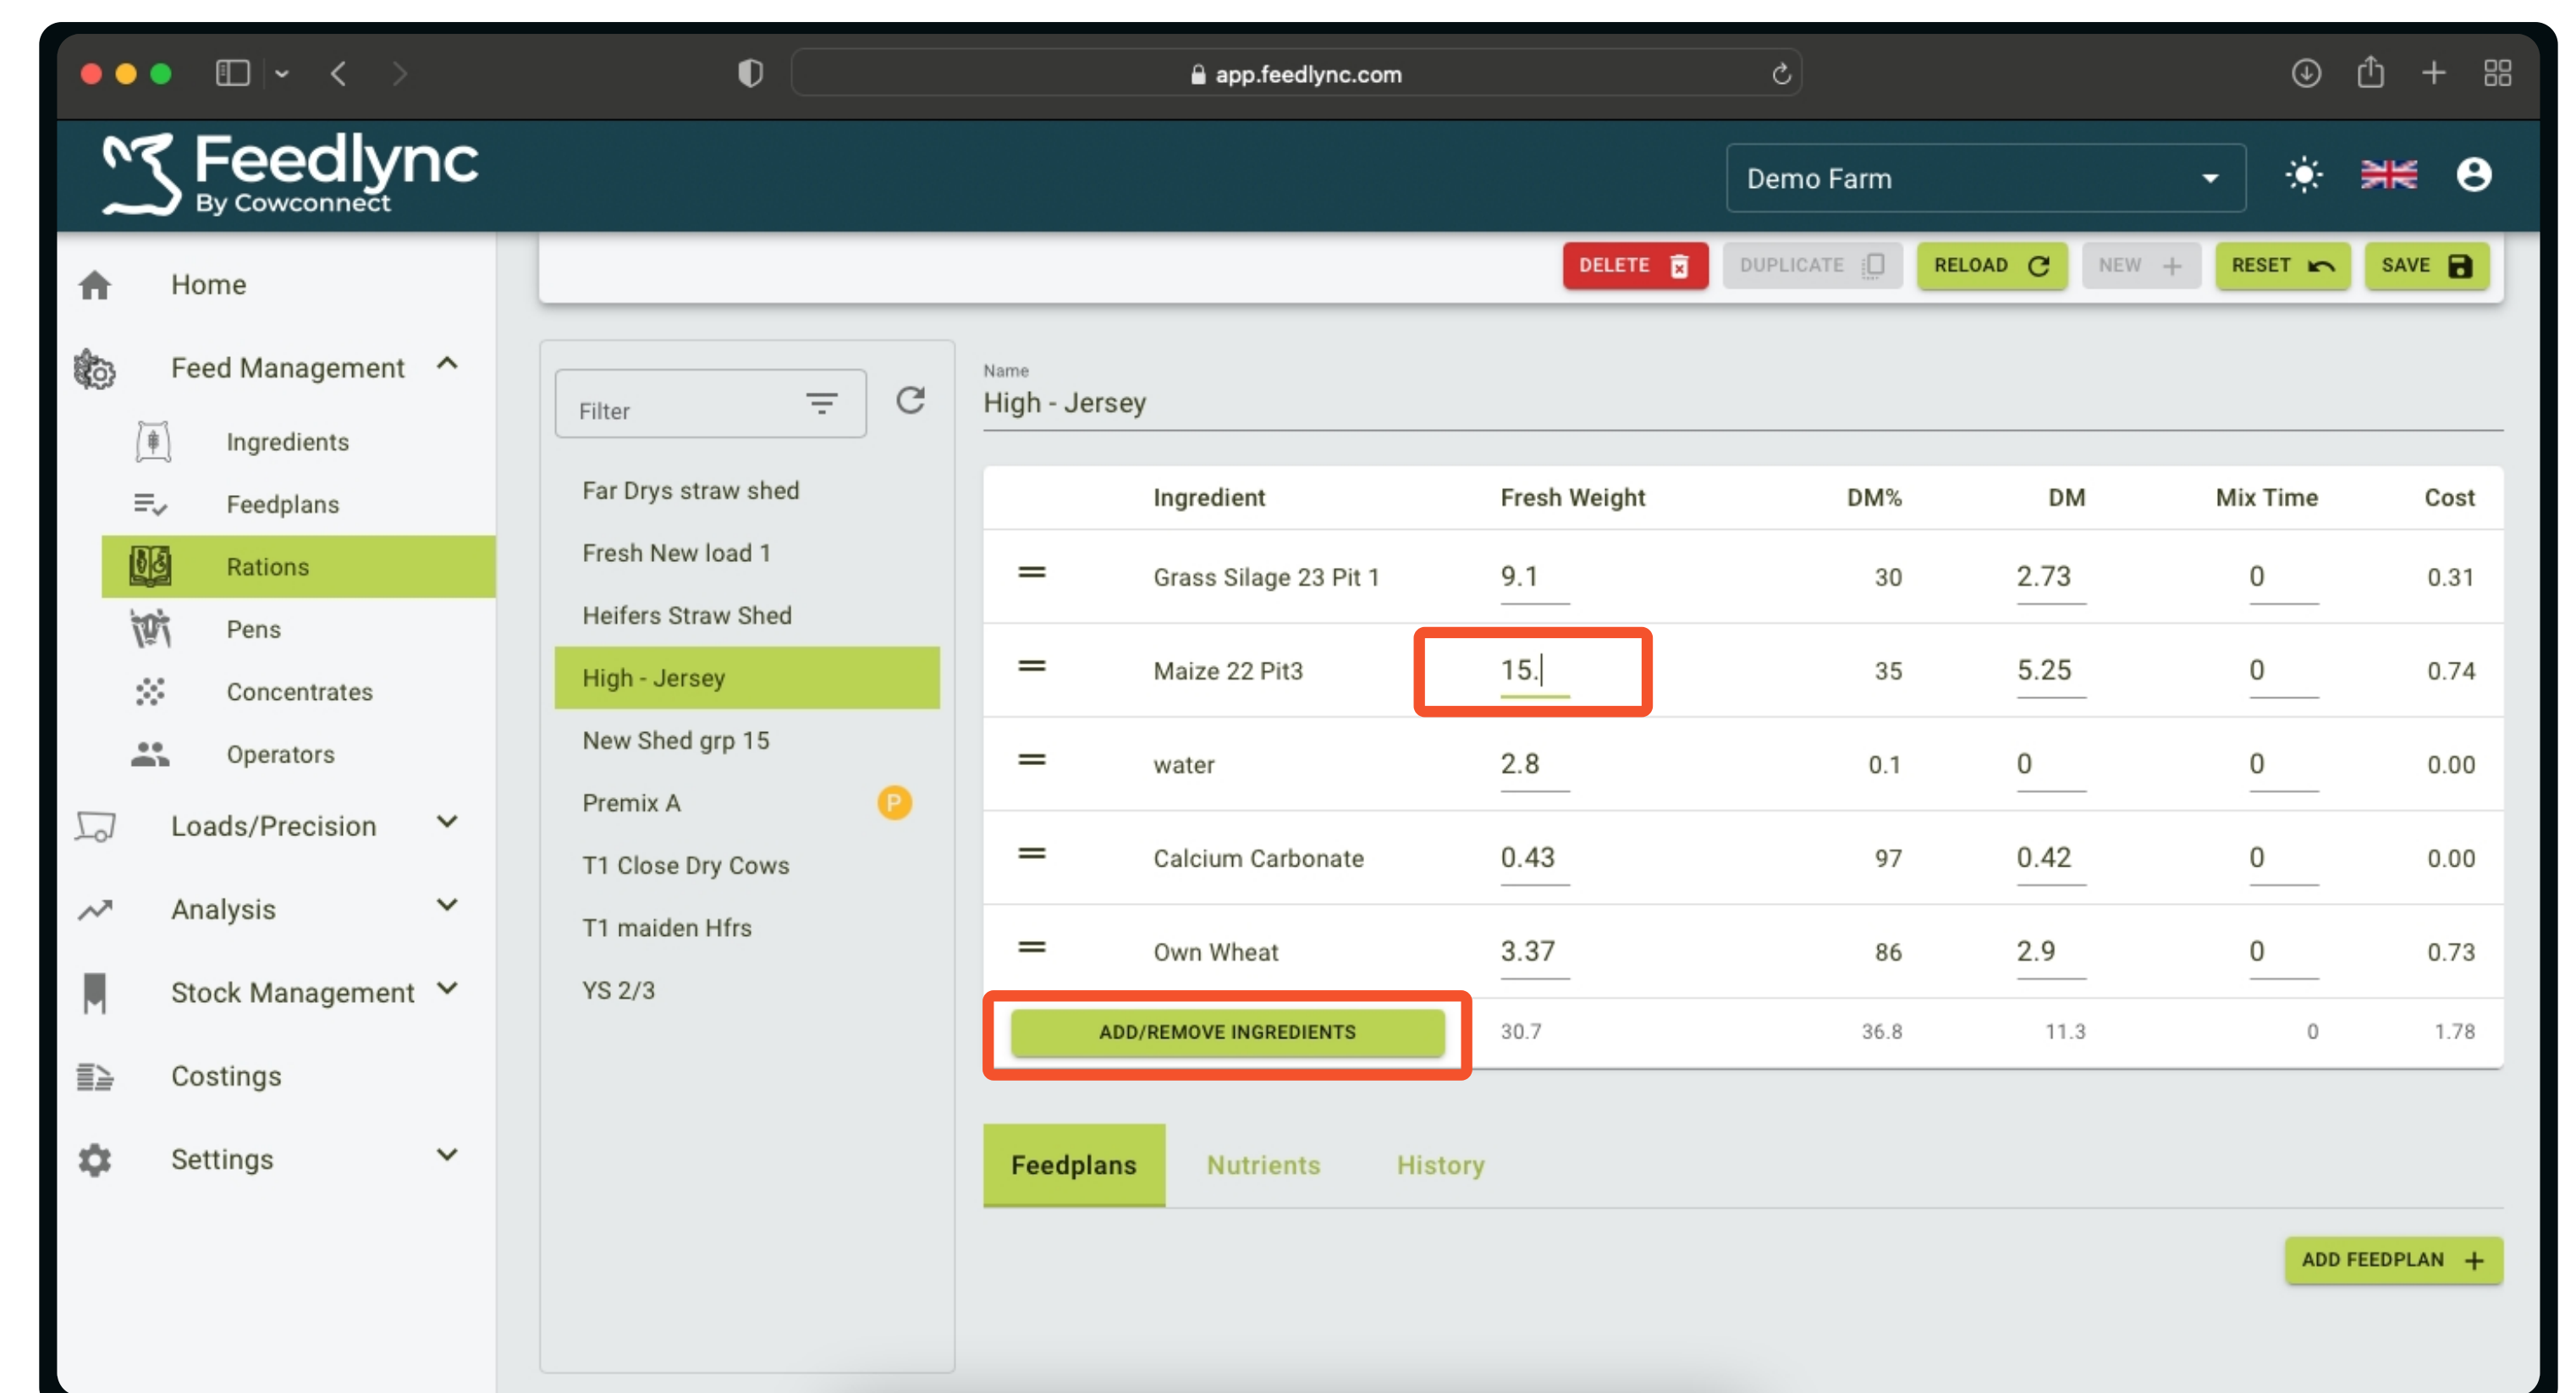 app.feedlync.com
Feedlync
By Cowconnect
Demo Farm
DELETE
DUPLICATE
RELOAD
NEW
RESET
SAVE
Home
Feed Management
Ingredients
Feedplans
Rations
Pens
Concentrates
Operators
Loads/Precision
Analysis
Stock Management
Costings
Settings
Filter
Far Drys straw shed
Fresh New load 1
Heifers Straw Shed
High - Jersey
New Shed grp 15
Premix A P
T1 Close Dry Cows
T1 maiden Hfrs
YS 2/3
Name
High - Jersey
Ingredient Fresh Weight DM% DM Mix Time Cost
Grass Silage 23 Pit 1 9.1 30 2.73 0 0.31
Maize 22 Pit3 15. 35 5.25 0 0.74
water 2.8 0.1 0 0 0.00
Calcium Carbonate 0.43 97 0.42 0 0.00
Own Wheat 3.37 86 2.9 0 0.73
ADD/REMOVE INGREDIENTS 30.7 36.8 11.3 0 1.78
Feedplans Nutrients History
ADD FEEDPLAN +